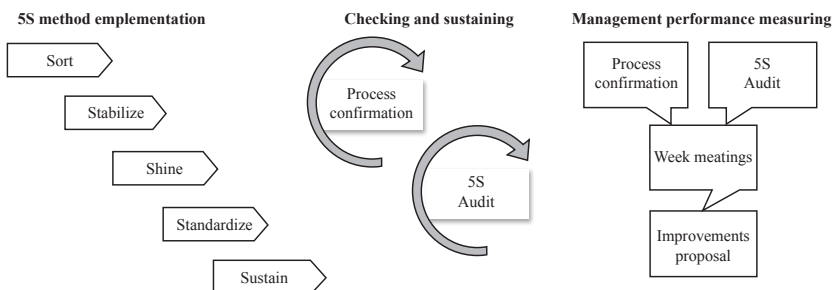 5S method emplementation
Sort
Stabilize
Shine
Standardize
Sustain
Checking and sustaining
Process
confirmation
5S
Audit
Management performance measuring
Process
confirmation
5S
Audit
Week meatings
Improvements
proposal